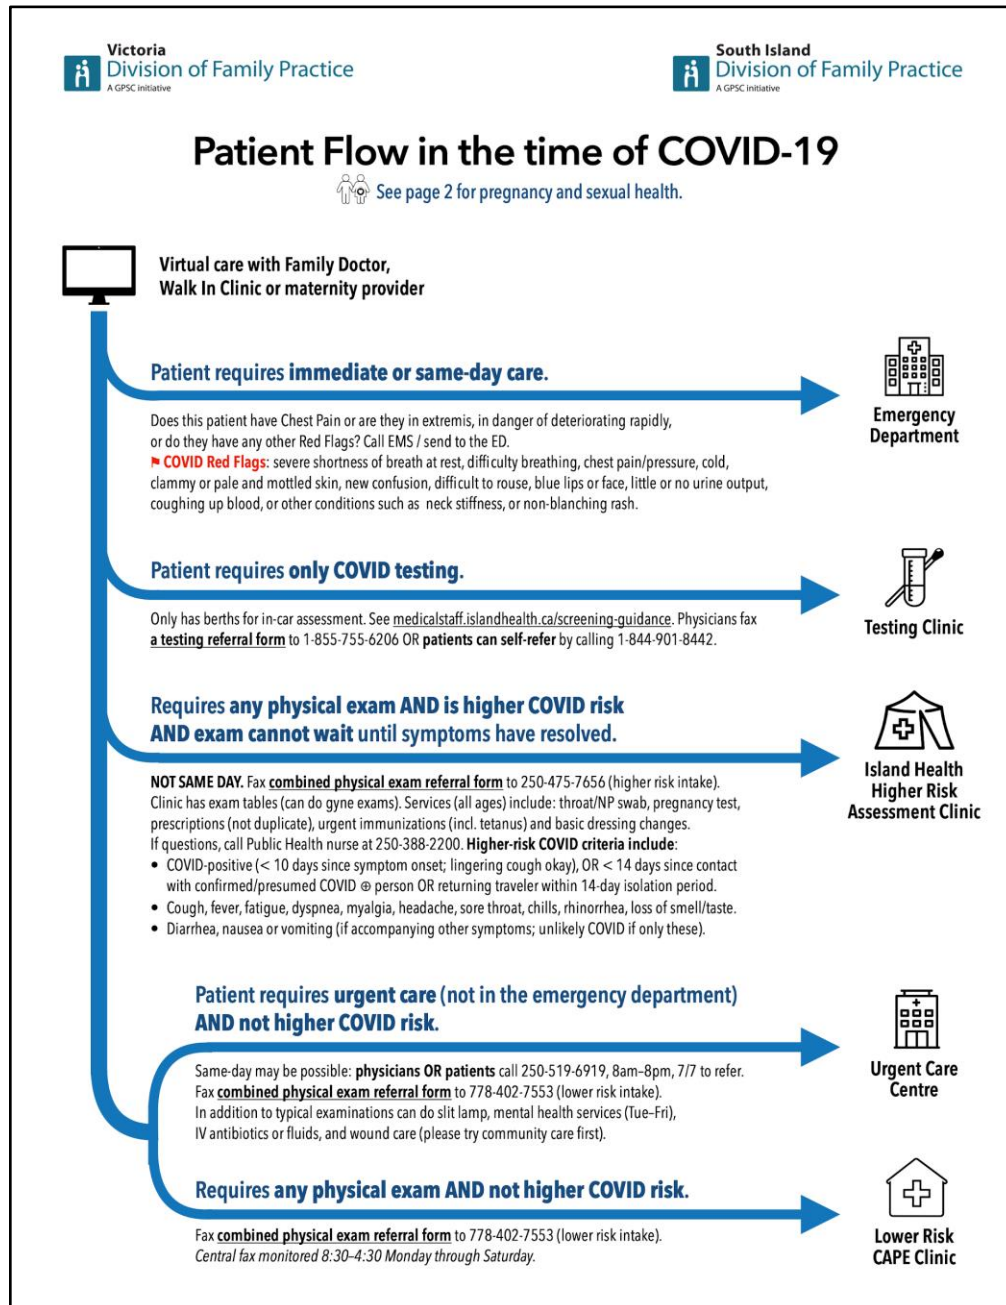 Victoria
Division of Family Practice
A GPSC initiative
South Island
Division of Family Practice
A GPSC initiative
Patient Flow in the time of COVID-19
See page 2 for pregnancy and sexual health.
Virtual care with Family Doctor,
Walk In Clinic or maternity provider
Patient requires immediate or same-day care.
Does this patient have Chest Pain or are they in extremis, in danger of deteriorating rapidly,
or do they have any other Red Flags? Call EMS / send to the ED.
COVID Red Flags: severe shortness of breath at rest, difficulty breathing, chest pain/pressure, cold,
clammy or pale and mottled skin, new confusion, difficult to rouse, blue lips or face, little or no urine output,
coughing up blood, or other conditions such as neck stiffness, or non-blanching rash.
Emergency
Department
Patient requires only COVID testing.
Only has berths for in-car assessment. See medicalstaff.islandhealth.ca/screening-guidance. Physicians fax
a testing referral form to 1-855-755-6206 OR patients can self-refer by calling 1-844-901-8442.
Testing Clinic
Requires any physical exam AND is higher COVID risk
AND exam cannot wait until symptoms have resolved.
NOT SAME DAY. Fax combined physical exam referral form to 250-475-7656 (higher risk intake).
Clinic has exam tables (can do gyne exams). Services (all ages) include: throat/NP swab, pregnancy test,
prescriptions (not duplicate), urgent immunizations (incl. tetanus) and basic dressing changes.
If questions, call Public Health nurse at 250-388-2200. Higher-risk COVID criteria include:
• COVID-positive (< 10 days since symptom onset; lingering cough okay), OR < 14 days since contact
with confirmed/presumed COVID ⊕ person OR returning traveler within 14-day isolation period.
• Cough, fever, fatigue, dyspnea, myalgia, headache, sore throat, chills, rhinorrhea, loss of smell/taste.
• Diarrhea, nausea or vomiting (if accompanying other symptoms; unlikely COVID if only these).
Island Health
Higher Risk
Assessment Clinic
Patient requires urgent care (not in the emergency department)
AND not higher COVID risk.
Same-day may be possible: physicians OR patients call 250-519-6919, 8am–8pm, 7/7 to refer.
Fax combined physical exam referral form to 778-402-7553 (lower risk intake).
In addition to typical examinations can do slit lamp, mental health services (Tue–Fri),
IV antibiotics or fluids, and wound care (please try community care first).
Urgent Care
Centre
Requires any physical exam AND not higher COVID risk.
Fax combined physical exam referral form to 778-402-7553 (lower risk intake).
Central fax monitored 8:30–4:30 Monday through Saturday.
Lower Risk
CAPE Clinic